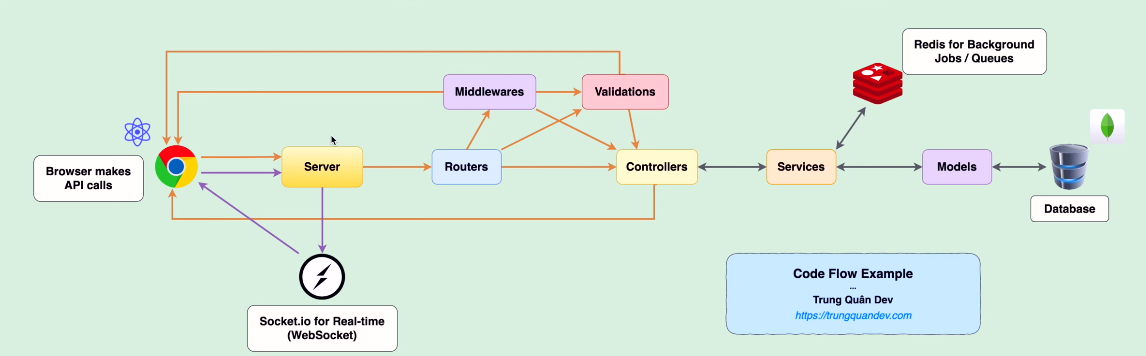 Redis for Background
Jobs / Queues
Middlewares
Validations
Browser makes
API calls
Server
Routers
Controllers
Services
Models
Database
Socket.io for Real-time
(WebSocket)
Code Flow Example
...
Trung Quân Dev
https://trungquandev.com